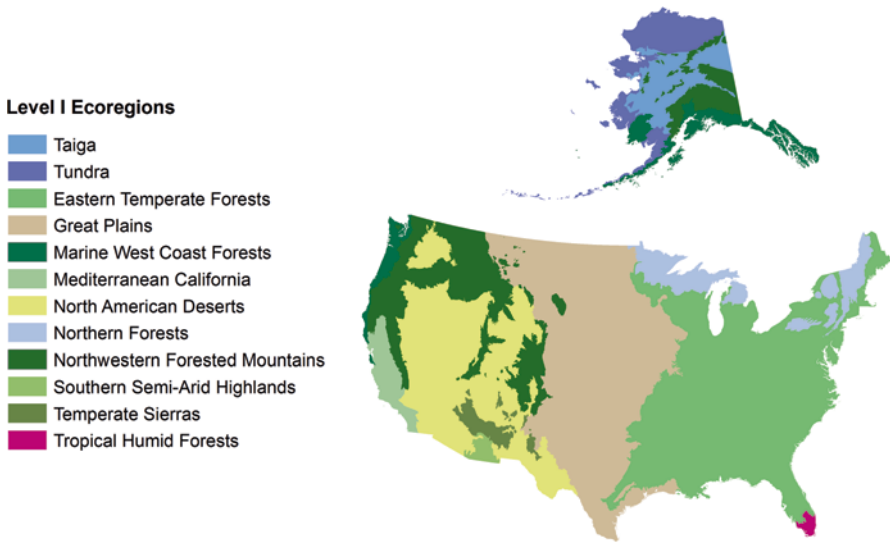 Level I Ecoregions
Taiga
Tundra
Eastern Temperate Forests
Great Plains
Marine West Coast Forests
Mediterranean California
North American Deserts
Northern Forests
Northwestern Forested Mountains
Southern Semi-Arid Highlands
Temperate Sierras
Tropical Humid Forests